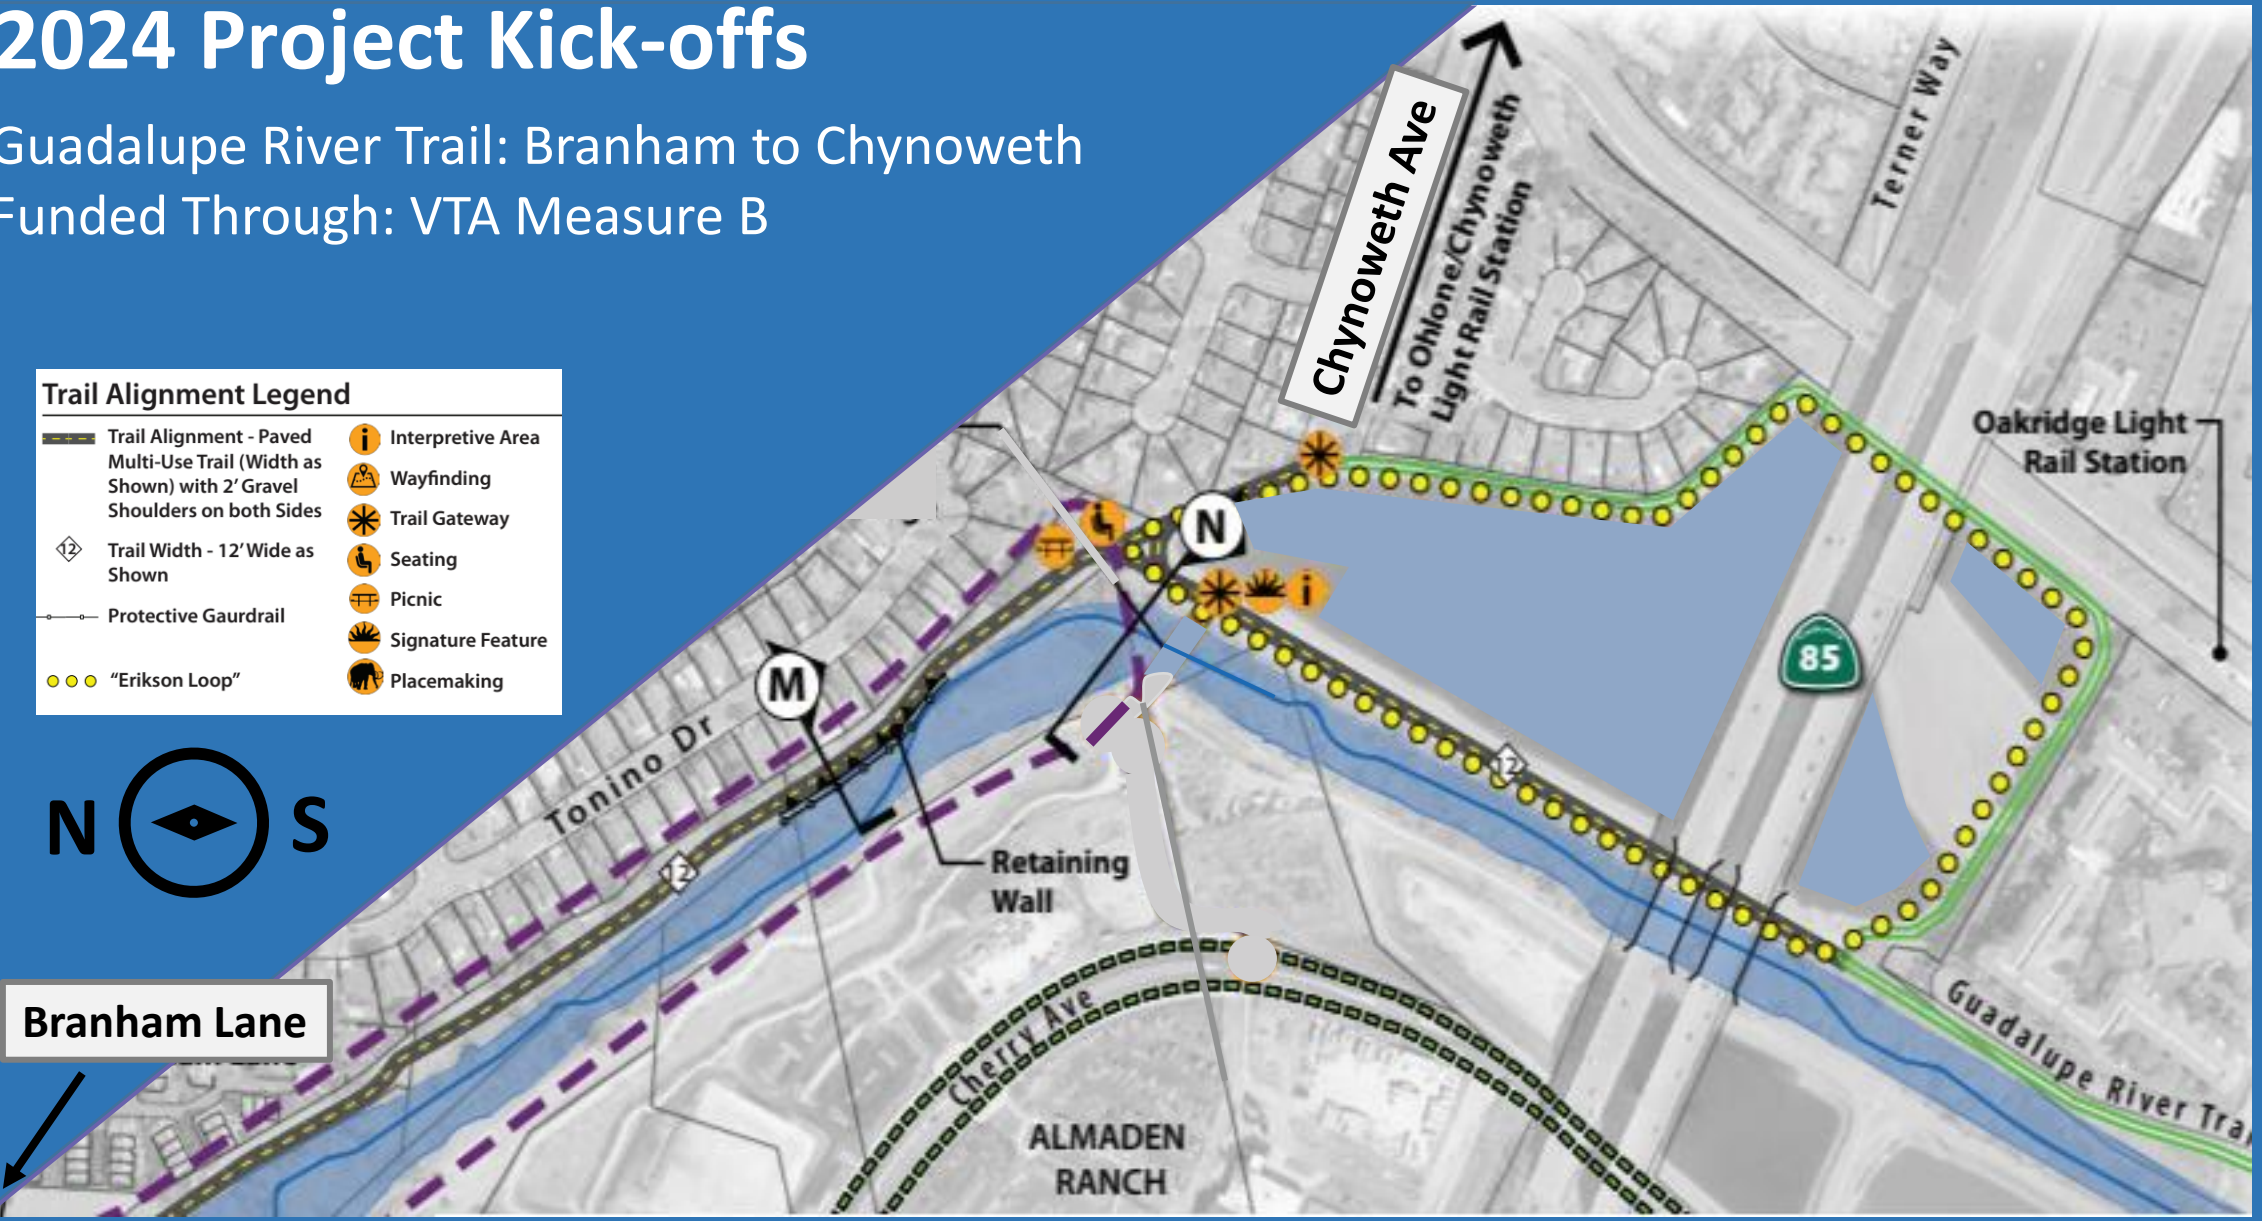 2024 Project Kick-offs
Guadalupe River Trail: Branham to Chynoweth
Funded Through: VTA Measure B
Trail Alignment Legend
Trail Alignment - Paved
Multi-Use Trail (Width as
Shown) with 2' Gravel
Shoulders on both Sides
12
Trail Width - 12' Wide as
Shown
Protective Gaurdrail
"Erikson Loop"
Interpretive Area
Wayfinding
Trail Gateway
Seating
Picnic
Signature Feature
Placemaking
N S
Branham Lane
Chynoweth Ave
To Ohlone/Chynoweth
Light Rail Station
Terner Way
Oakridge Light
Rail Station
N
M
Tonino Dr
85
12
12
Retaining
Wall
Cherry Ave
ALMADEN
RANCH
Guadalupe River Trai